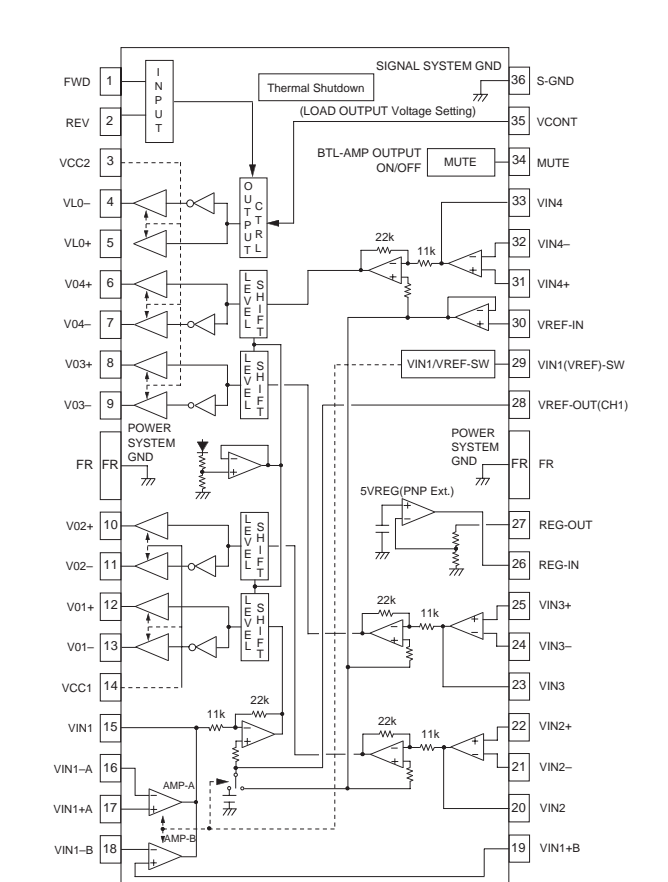 SIGNAL SYSTEM GND
FWD 1 INPUT Thermal Shutdown 36 S-GND
(LOAD OUTPUT Voltage Setting)
REV 2 35 VCONT
BTL-AMP OUTPUT
ON/OFF
VCC2 3 MUTE 34 MUTE
VL0– 4 OUTPUT CTRL 33 VIN4
VL0+ 5 22k 11k 32 VIN4–
V04+ 6 LEVEL SHIFT 31 VIN4+
V04– 7 30 VREF-IN
V03+ 8 LEVEL SHIFT VIN1/VREF-SW 29 VIN1(VREF)-SW
V03– 9 28 VREF-OUT(CH1)
POWER
SYSTEM
GND
POWER
SYSTEM
GND
FR FR FR FR
5VREG(PNP Ext.)
V02+ 10 LEVEL SHIFT 27 REG-OUT
V02– 11 26 REG-IN
V01+ 12 LEVEL SHIFT 22k 11k 25 VIN3+
V01– 13 24 VIN3–
VCC1 14 23 VIN3
VIN1 15 11k 22k 22k 11k 22 VIN2+
VIN1–A 16 AMP-A 21 VIN2–
VIN1+A 17 20 VIN2
VIN1–B 18 AMP-B 19 VIN1+B